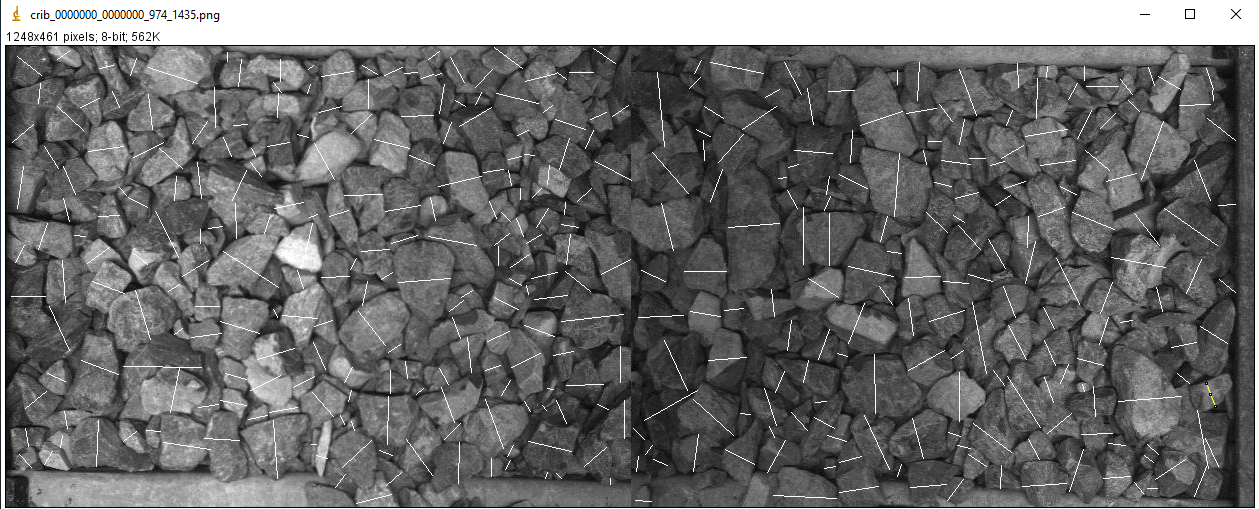 crib_0000000_0000000_974_1435.png
1248x461 pixels; 8-bit; 562K